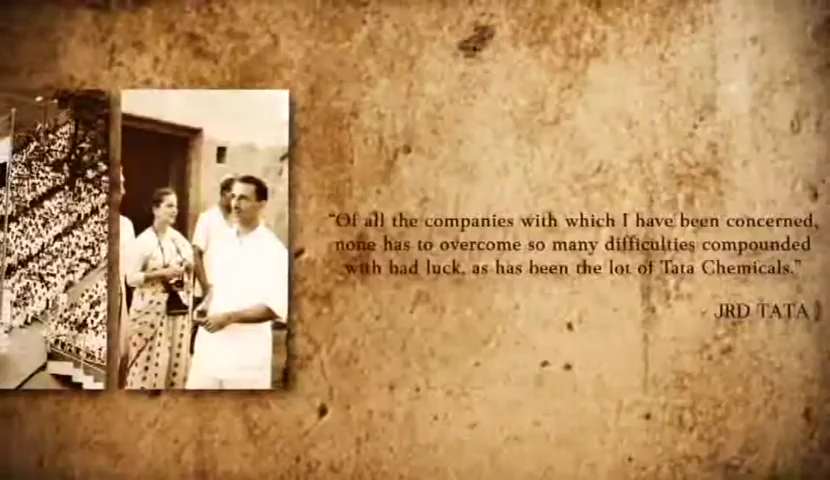 “Of all the companies with which I have been concerned,
none has to overcome so many difficulties compounded
with bad luck, as has been the lot of Tata Chemicals.”
- JRD TATA